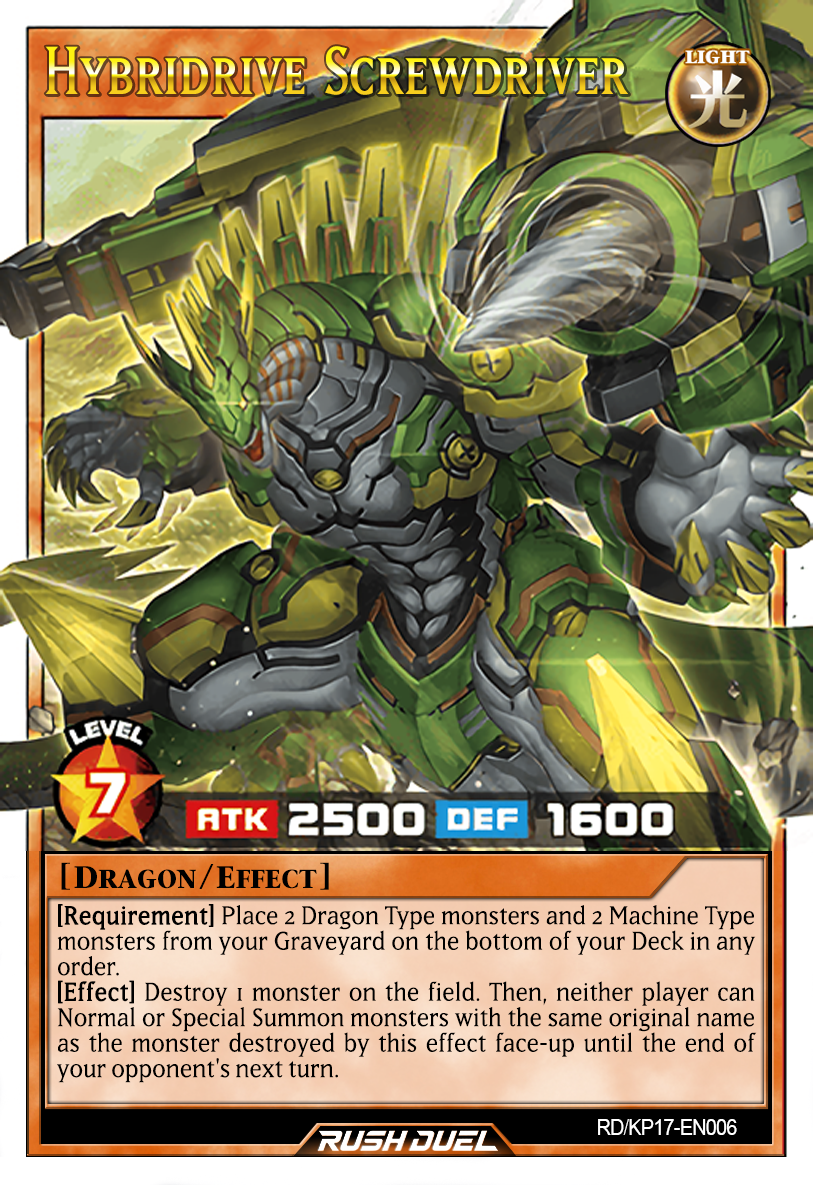 Hybridrive Screwdriver
LIGHT
光
LEVEL
7
ATK 2500 DEF 1600
[Dragon/Effect]
[Requirement] Place 2 Dragon Type monsters and 2 Machine Type
monsters from your Graveyard on the bottom of your Deck in any
order.
[Effect] Destroy 1 monster on the field. Then, neither player can
Normal or Special Summon monsters with the same original name
as the monster destroyed by this effect face-up until the end of
your opponent's next turn.
RD/KP17-EN006
RUSH DUEL